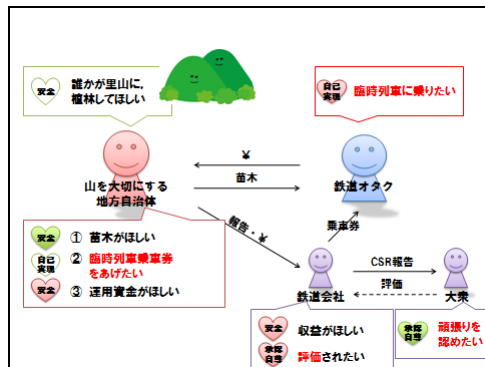 安全
誰かが里山に,
植林してほしい
自己
実現
臨時列車に乗りたい
¥
苗木
山を大切にする
地方自治体
鉄道オタク
乗車券
報告・¥
安全
① 苗木がほしい
自己
実現
② 臨時列車乗車券
をあげたい
安全
③ 運用資金がほしい
CSR報告
評価
鉄道会社
大衆
安全
収益がほしい
承認
自尊
評価されたい
承認
自尊
頑張りを
認めたい